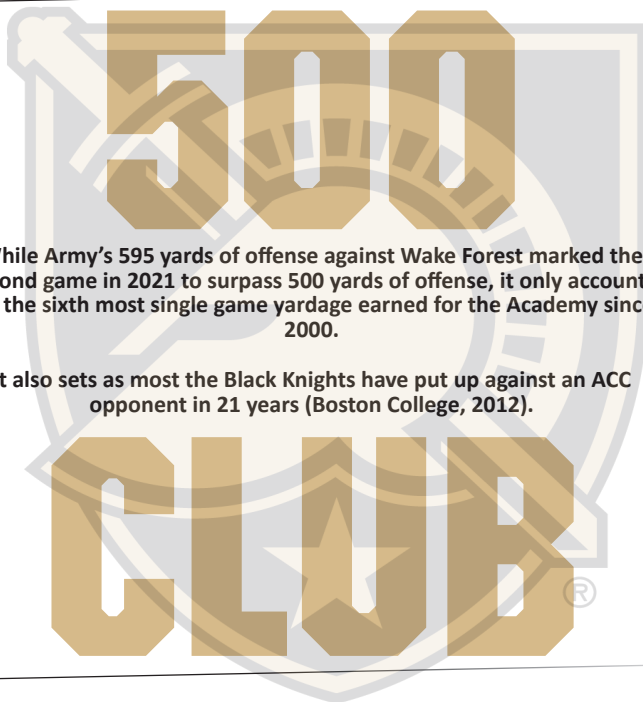 500
While Army's 595 yards of offense against Wake Forest marked the
ond game in 2021 to surpass 500 yards of offense, it only account
the sixth most single game yardage earned for the Academy sinc
2000.
t also sets as most the Black Knights have put up against an ACC
opponent in 21 years (Boston College, 2012).
CLUB
®